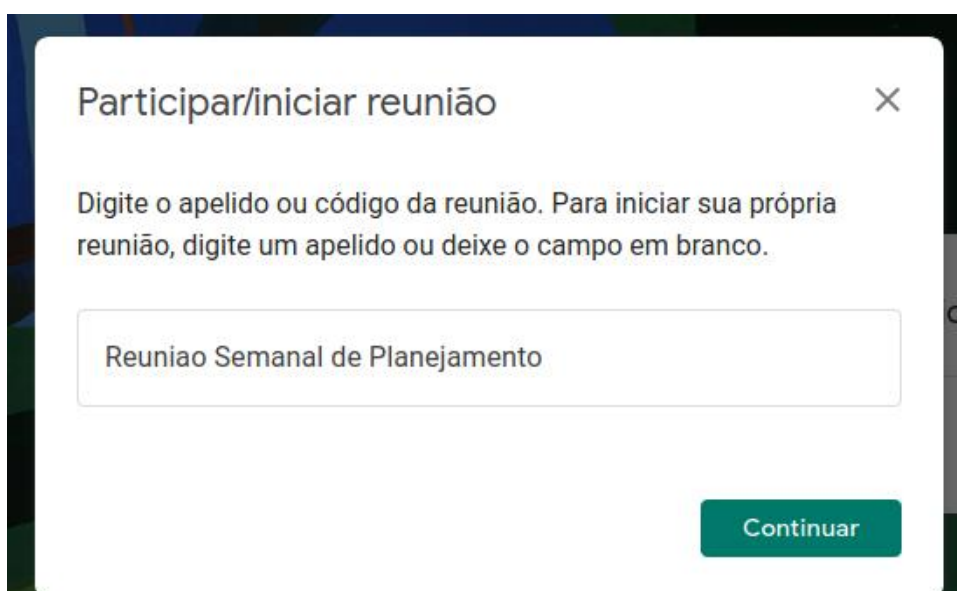 Participar/iniciar reunião
Digite o apelido ou código da reunião. Para iniciar sua própria
reunião, digite um apelido ou deixe o campo em branco.
Reuniao Semanal de Planejamento
Continuar